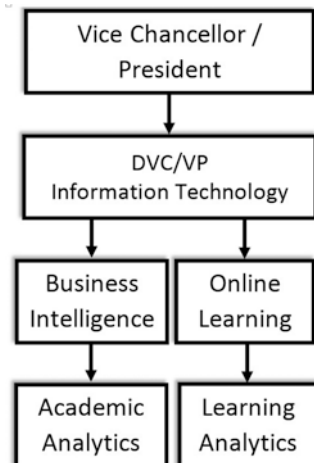 Vice Chancellor /
President
DVC/VP
Information Technology
Business
Intelligence
Online
Learning
Academic
Analytics
Learning
Analytics